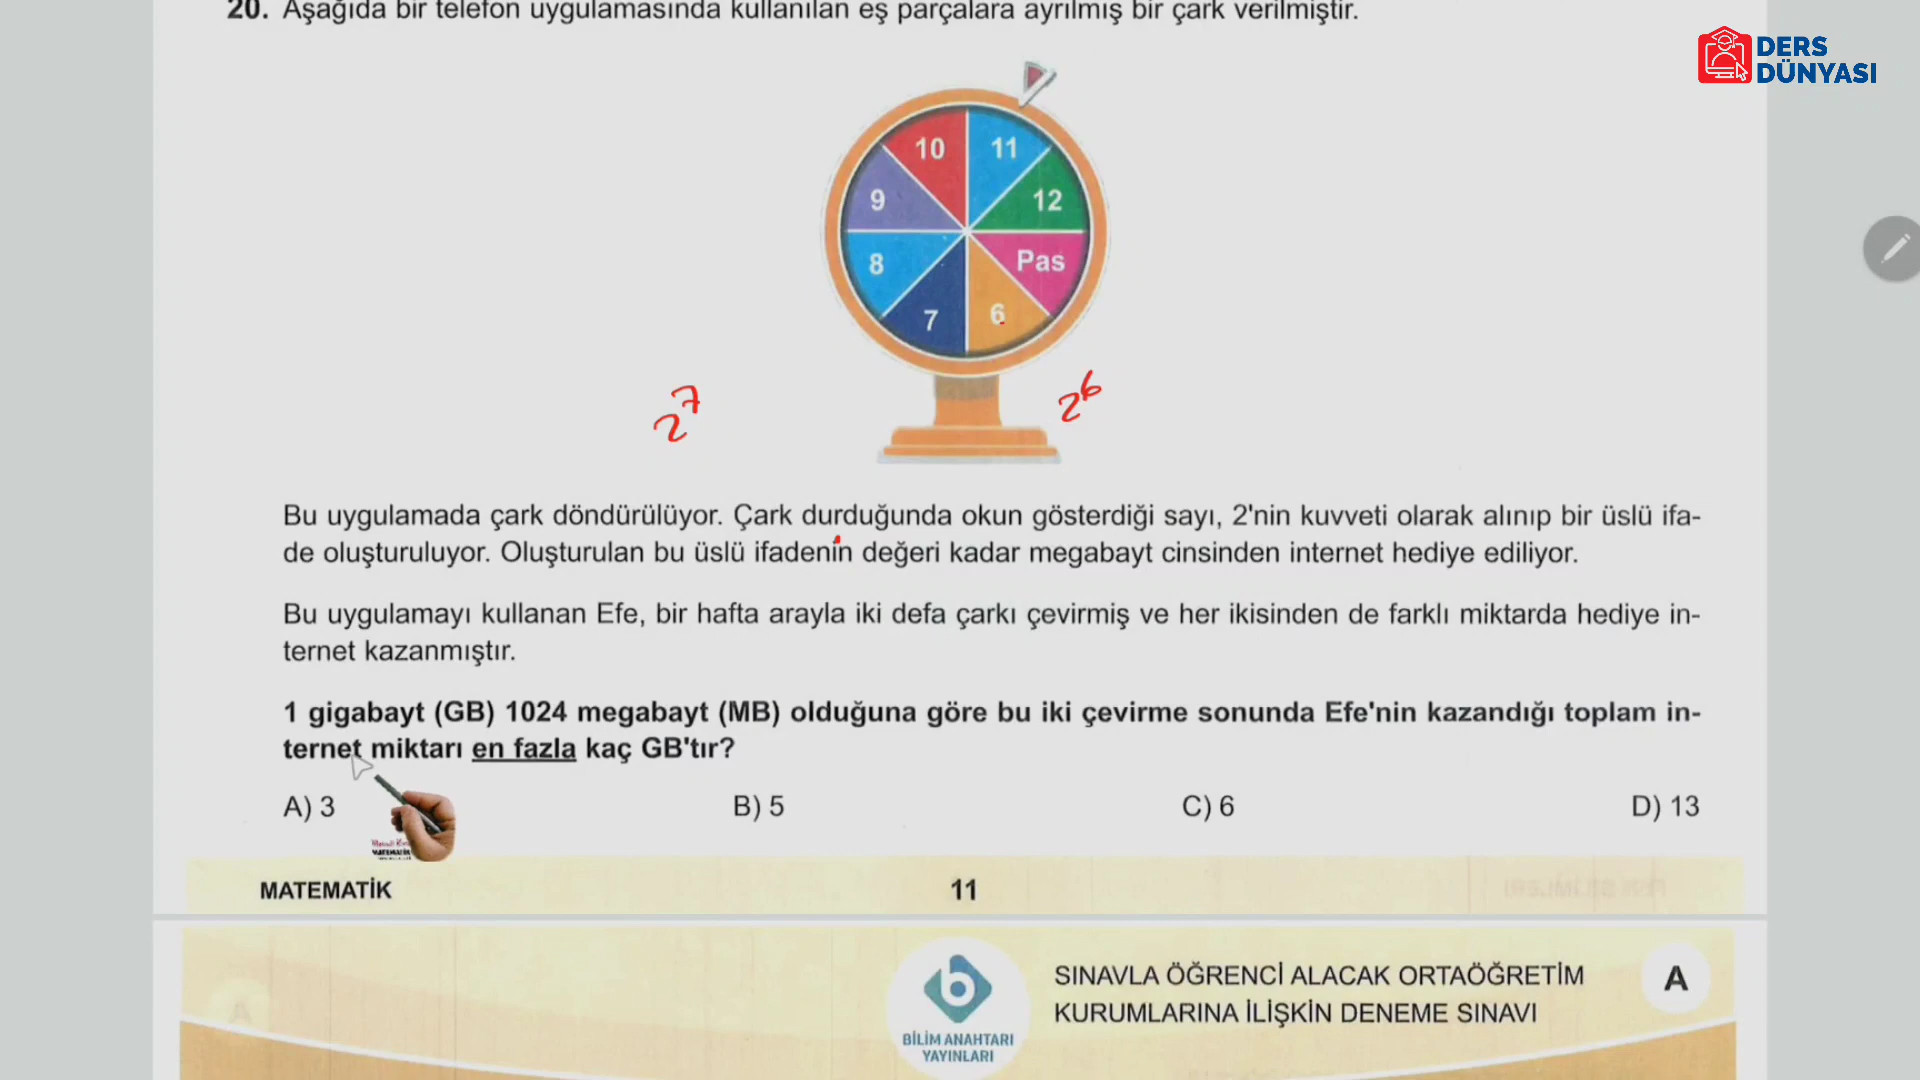 20. Aşağıda bir telefon uygulamasında kullanılan eş parçalara ayrılmış bir çark verilmiştir.
DERS
DÜNYASI
10
11
9
12
8
Pas
7
6
2^7
2^6
Bu uygulamada çark döndürülüyor. Çark durduğunda okun gösterdiği sayı, 2'nin kuvveti olarak alınıp bir üslü ifa-
de oluşturuluyor. Oluşturulan bu üslü ifadenin değeri kadar megabayt cinsinden internet hediye ediliyor.
Bu uygulamayı kullanan Efe, bir hafta arayla iki defa çarkı çevirmiş ve her ikisinden de farklı miktarda hediye in-
ternet kazanmıştır.
1 gigabayt (GB) 1024 megabayt (MB) olduğuna göre bu iki çevirme sonunda Efe'nin kazandığı toplam in-
ternet miktarı en fazla kaç GB'tır?
A) 3
B) 5
C) 6
D) 13
MATEMATİK
11
b
BİLİM ANAHTARI
YAYINLARI
SINAVLA ÖĞRENCİ ALACAK ORTAÖĞRETİM
KURUMLARINA İLİŞKİN DENEME SINAVI
A